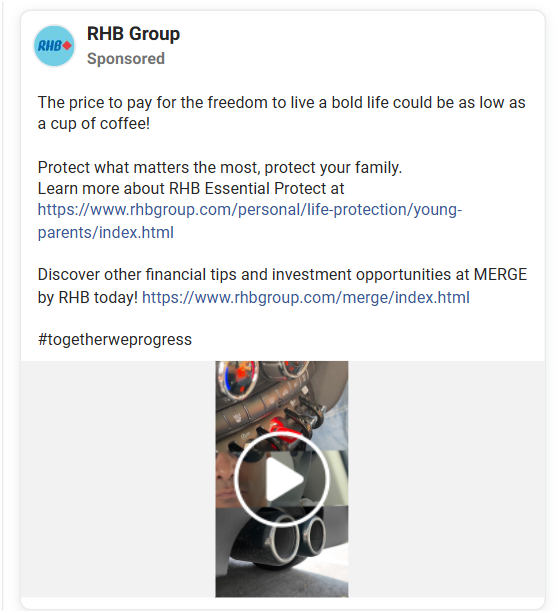 RHB
RHB Group
Sponsored
The price to pay for the freedom to live a bold life could be as low as
a cup of coffee!
Protect what matters the most, protect your family.
Learn more about RHB Essential Protect at
https://www.rhbgroup.com/personal/life-protection/young-
parents/index.html
Discover other financial tips and investment opportunities at MERGE
by RHB today! https://www.rhbgroup.com/merge/index.html
#togetherweprogress